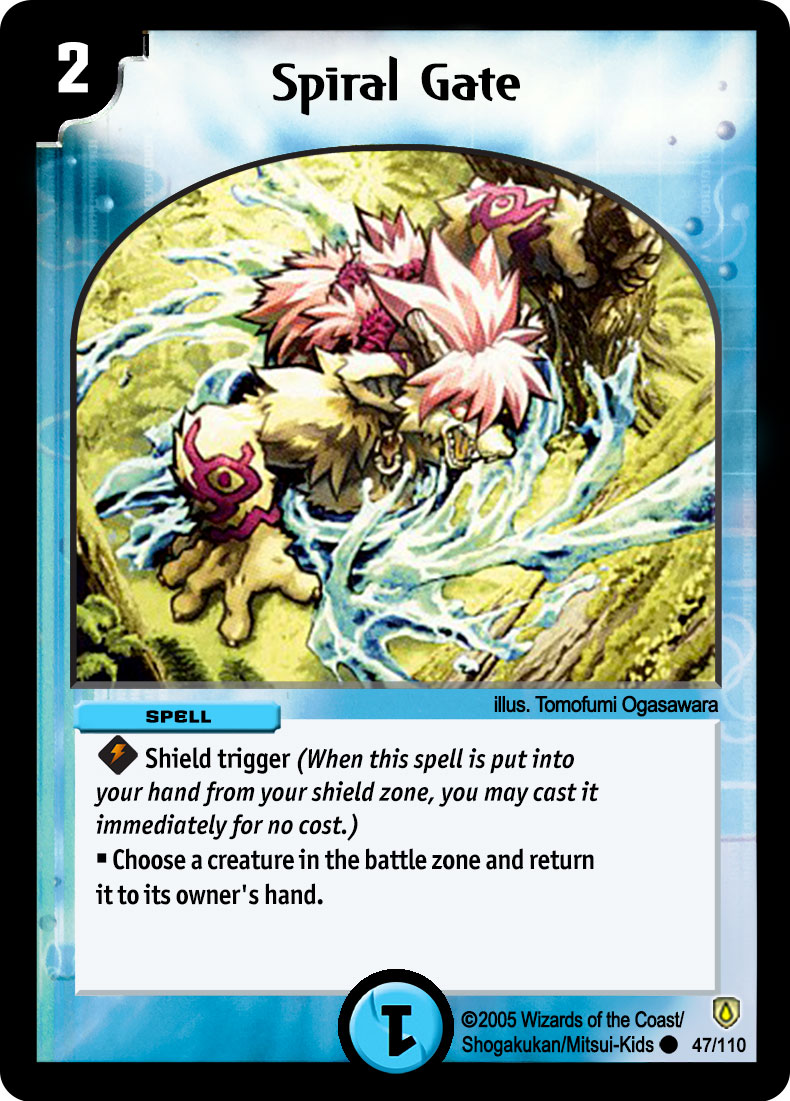 2
Spiral Gate
illus. Tomofumi Ogasawara
SPELL
Shield trigger (When this spell is put into
your hand from your shield zone, you may cast it
immediately for no cost.)
▪ Choose a creature in the battle zone and return
it to its owner's hand.
1
©2005 Wizards of the Coast/
Shogakukan/Mitsui-Kids ● 47/110